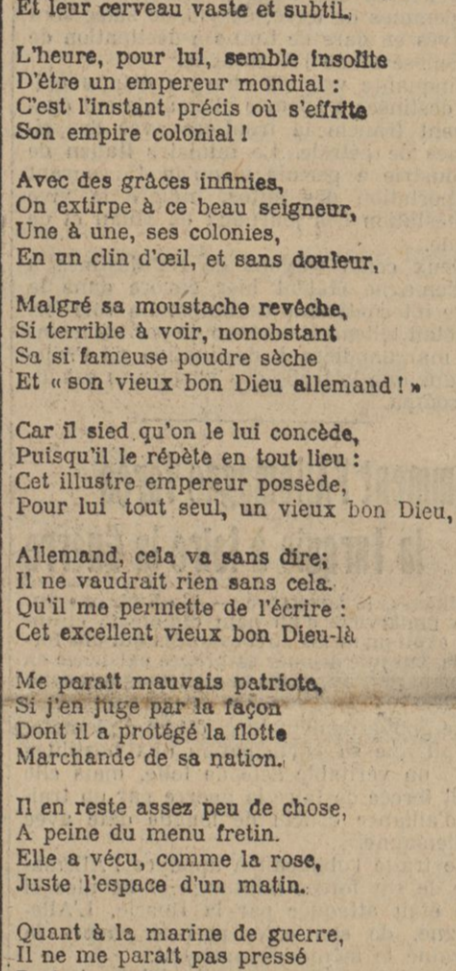 Et leur cerveau vaste et subtil.
L'heure, pour lui, semble insolite
D'être un empereur mondial :
C'est l'instant précis où s'effrite
Son empire colonial !
Avec des grâces infinies,
On extirpe à ce beau seigneur,
Une à une, ses colonies,
En un clin d'œil, et sans douleur,
Malgré sa moustache revêche,
Si terrible à voir, nonobstant
Sa si fameuse poudre sèche
Et « son vieux bon Dieu allemand ! »
Car il sied qu'on le lui concède,
Puisqu'il le répète en tout lieu :
Cet illustre empereur possède,
Pour lui tout seul, un vieux bon Dieu,
Allemand, cela va sans dire;
Il ne vaudrait rien sans cela.
Qu'il me permette de l'écrire :
Cet excellent vieux bon Dieu-là
Me paraît mauvais patriote,
Si j'en juge par la façon
Dont il a protégé la flotte
Marchande de sa nation.
Il en reste assez peu de chose,
A peine du menu fretin.
Elle a vécu, comme la rose,
Juste l'espace d'un matin.
Quant à la marine de guerre,
Il ne me paraît pas pressé